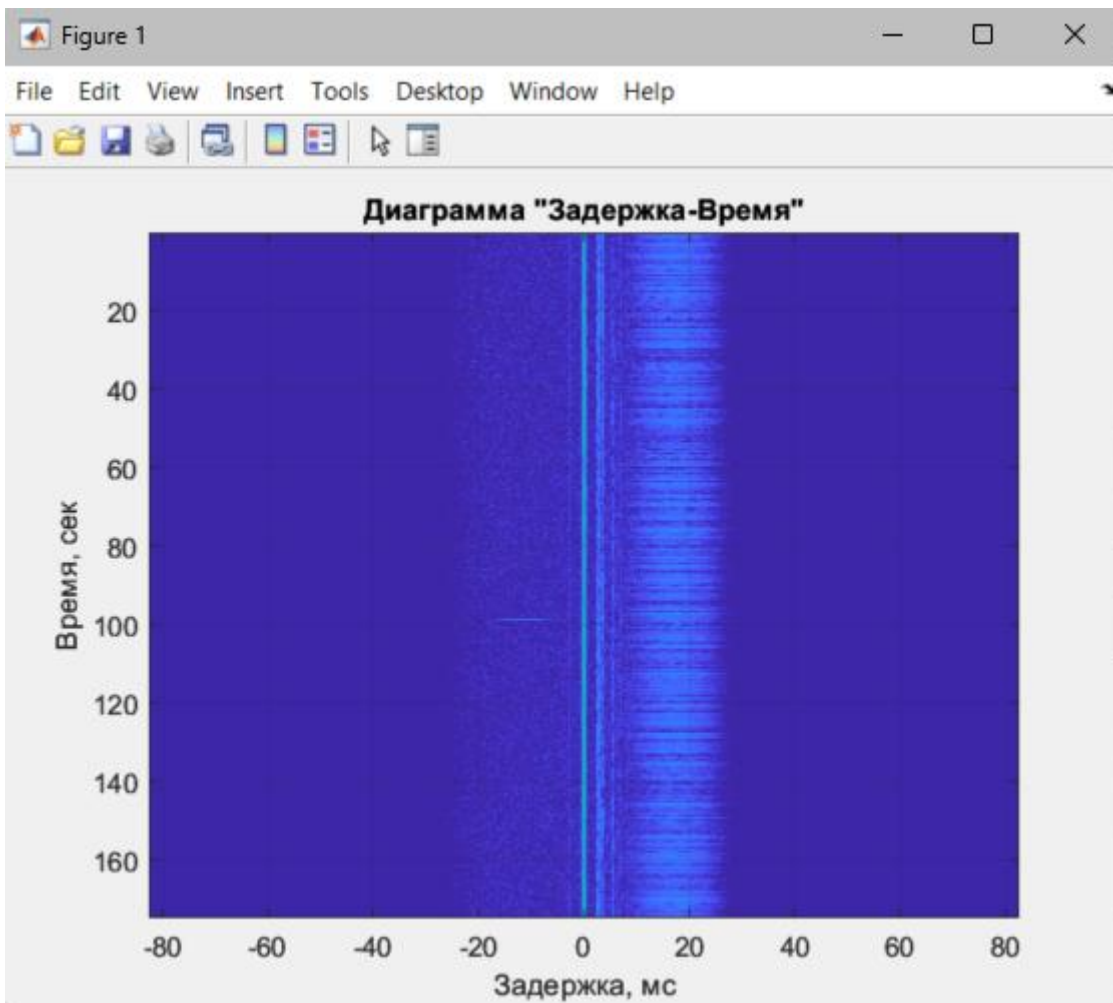 Figure 1
File Edit View Insert Tools Desktop Window Help
Диаграмма "Задержка-Время"
20
40
60
80
100
120
140
160
Время, сек
-80 -60 -40 -20 0 20 40 60 80
Задержка, мс